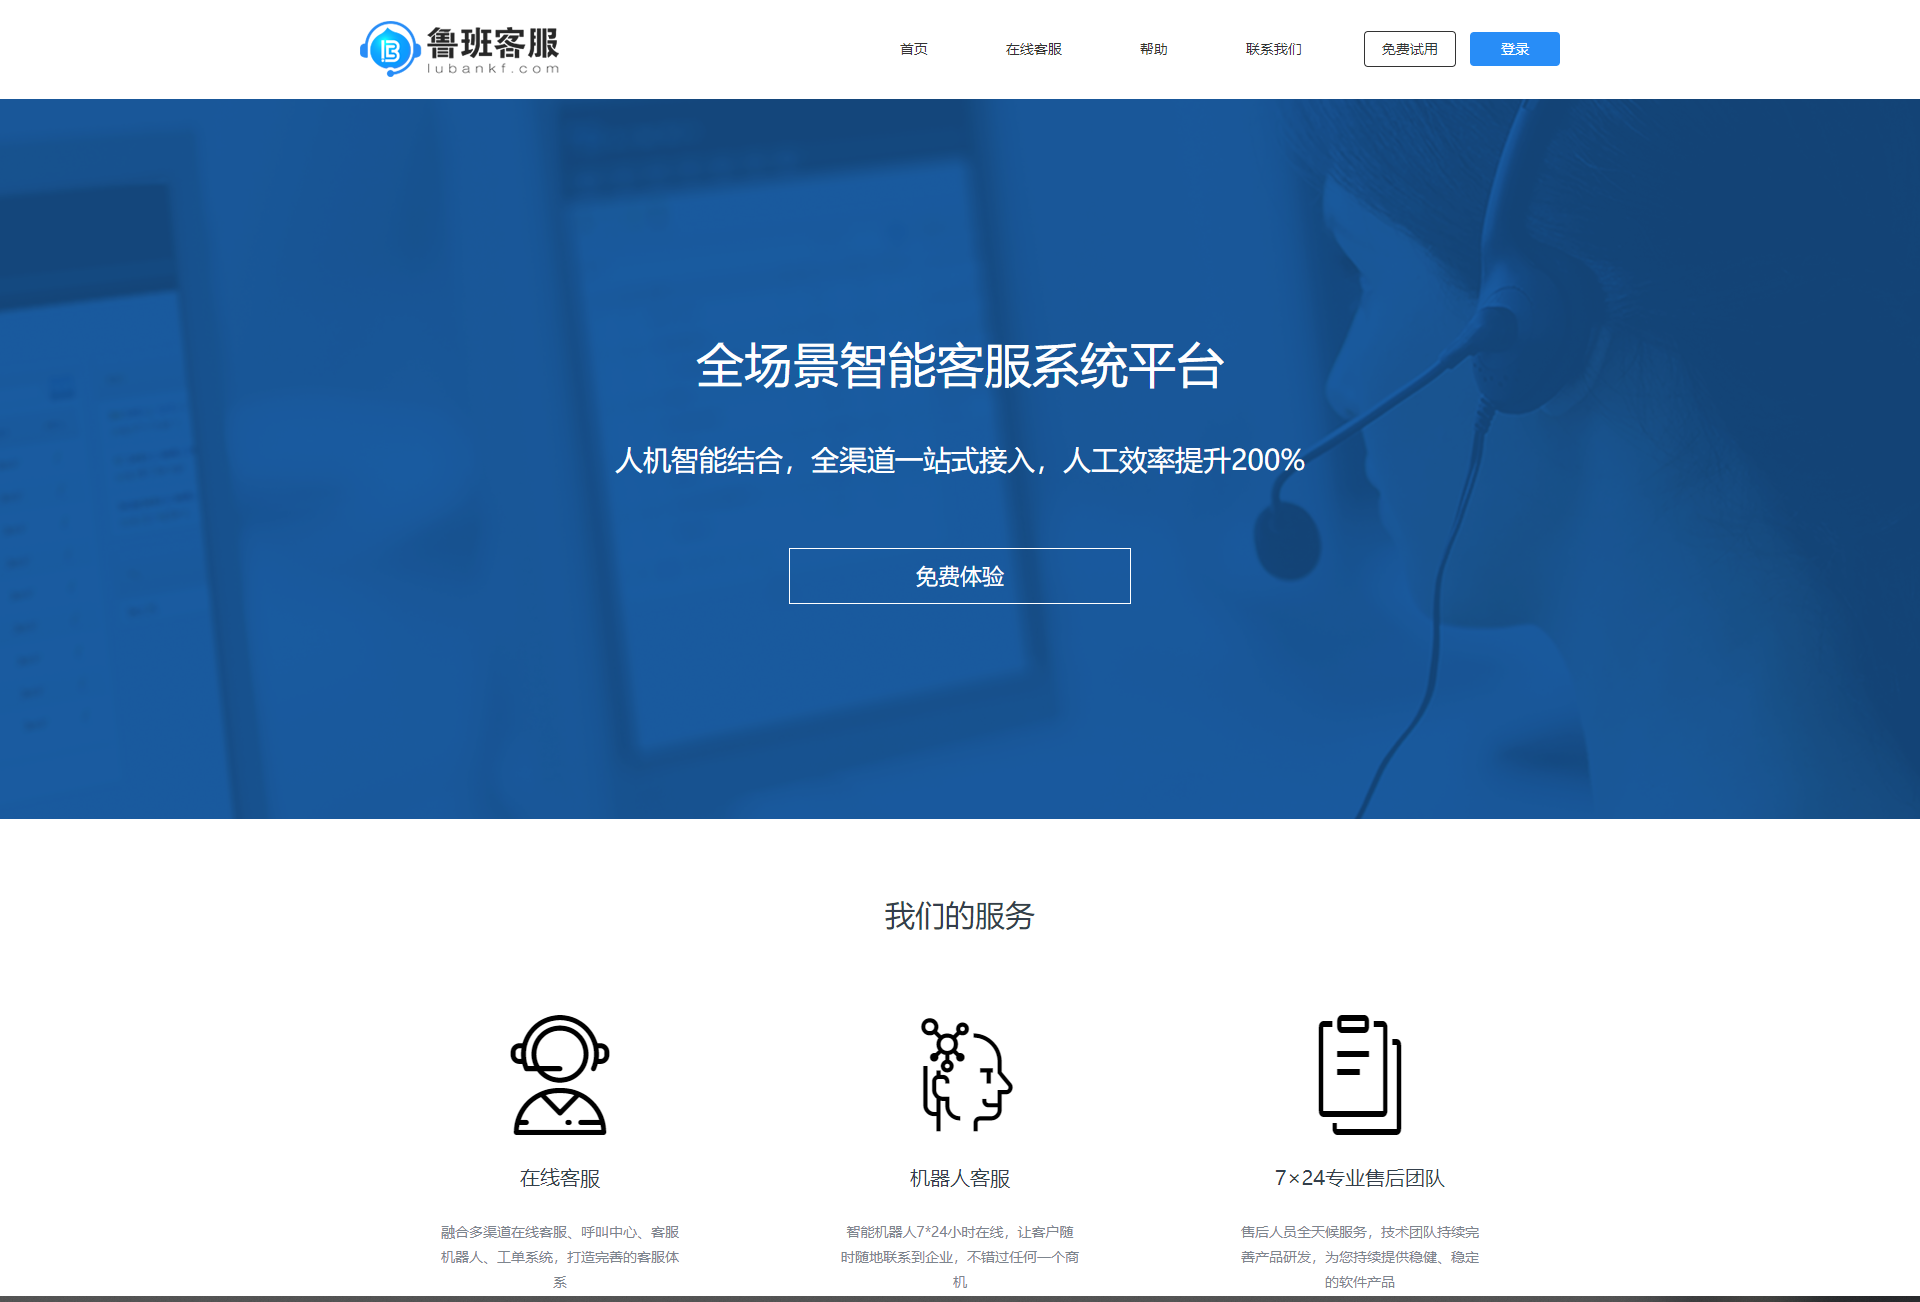 鲁班客服
lubankf.com
首页
在线客服
帮助
联系我们
免费试用
登录
全场景智能客服系统平台
人机智能结合，全渠道一站式接入，人工效率提升200%
免费体验
我们的服务
在线客服
融合多渠道在线客服、呼叫中心、客服
机器人、工单系统，打造完善的客服体
系
机器人客服
智能机器人7*24小时在线，让客户随
时随地联系到企业，不错过任何一个商
机
7×24专业售后团队
售后人员全天候服务，技术团队持续完
善产品研发，为您持续提供稳健、稳定
的软件产品